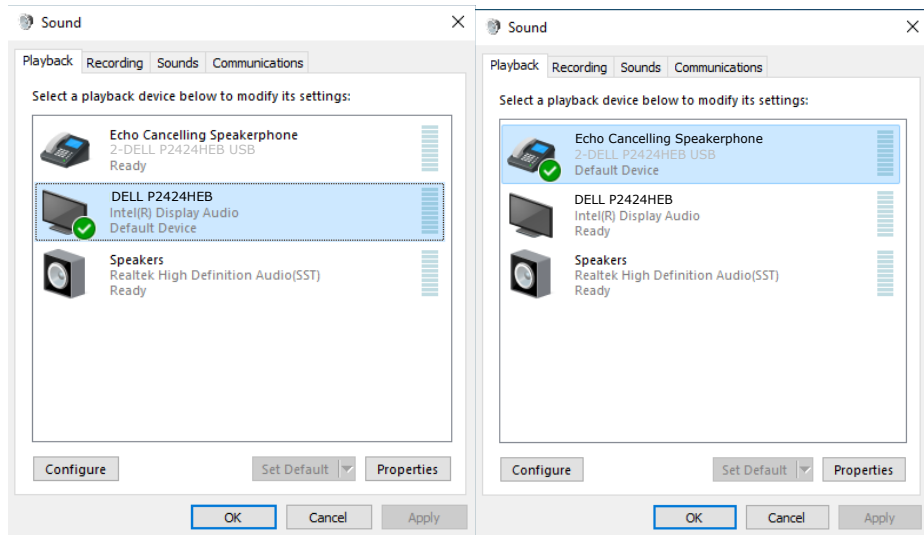 Sound
Playback Recording Sounds Communications
Select a playback device below to modify its settings:
Echo Cancelling Speakerphone
2-DELL P2424HEB USB
Ready
DELL P2424HEB
Intel(R) Display Audio
Default Device
Speakers
Realtek High Definition Audio(SST)
Ready
Configure Set Default Properties
OK Cancel Apply
Sound
Playback Recording Sounds Communications
Select a playback device below to modify its settings:
Echo Cancelling Speakerphone
2-DELL P2424HEB USB
Default Device
DELL P2424HEB
Intel(R) Display Audio
Ready
Speakers
Realtek High Definition Audio(SST)
Ready
Configure Set Default Properties
OK Cancel Apply